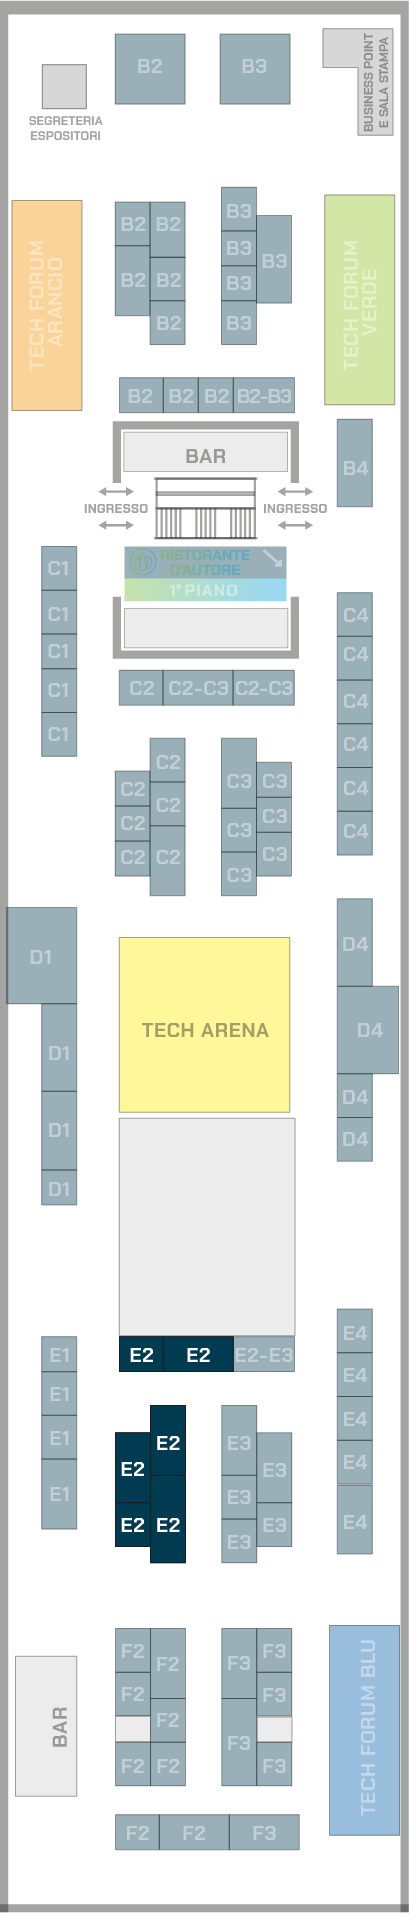 B2
B3
BUSINESS POINT
E SALA STAMPA
SEGRETERIA
ESPOSITORI
TECH FORUM
ARANCIO
B2
B2
B2
B2
B2
B3
B3
B3
B3
B3
TECH FORUM
VERDE
B2
B2
B2
B2-B3
B4
BAR
INGRESSO
INGRESSO
RISTORANTE
D'AUTORE
1° PIANO
C1
C1
C1
C1
C1
C4
C4
C4
C4
C4
C4
C2
C2-C3
C2-C3
C2
C2
C2
C2
C2
C2
C3
C3
C3
C3
C3
C3
D1
D1
D1
D1
TECH ARENA
D4
D4
D4
D4
E2
E2
E2-E3
E1
E1
E1
E1
E4
E4
E4
E4
E4
E2
E2
E2
E2
E3
E3
E3
E3
E3
F2
F2
F2
F2
F2
F2
F3
F3
F3
F3
F3
BAR
TECH FORUM BLU
F2
F2
F3